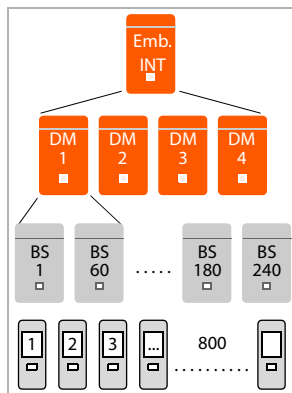 Emb.
INT
DM DM DM DM
1 2 3 4
BS BS BS BS
1 60 ..... 180 240
1 2 3 ... 800
..........